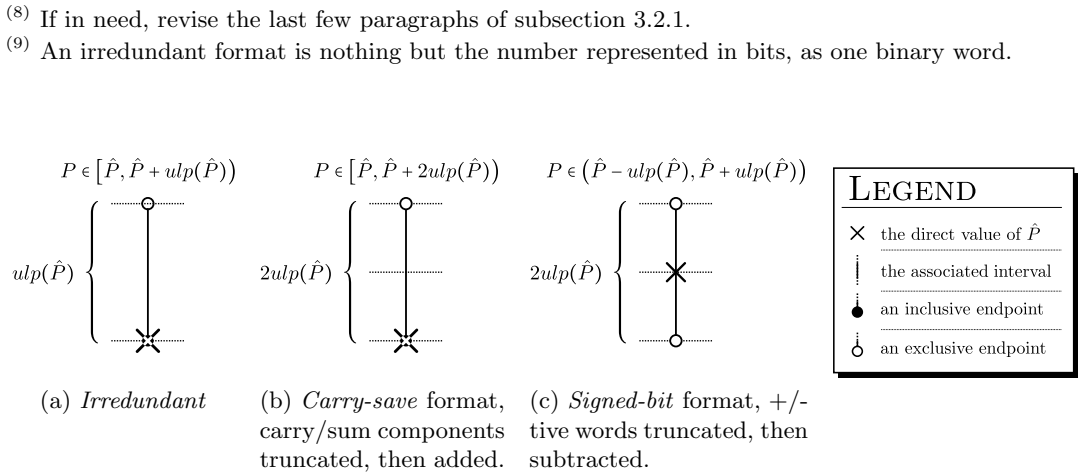 (8) If in need, revise the last few paragraphs of subsection 3.2.1.
(9) An irredundant format is nothing but the number represented in bits, as one binary word.
P ∈ [P̂, P̂ + ulp(P̂))
ulp(P̂)
(a) Irredundant
P ∈ [P̂, P̂ + 2ulp(P̂))
2ulp(P̂)
(b) Carry-save format,
carry/sum components
truncated, then added.
P ∈ (P̂ − ulp(P̂), P̂ + ulp(P̂))
2ulp(P̂)
(c) Signed-bit format, +/-
tive words truncated, then
subtracted.
LEGEND
the direct value of P̂
the associated interval
an inclusive endpoint
an exclusive endpoint